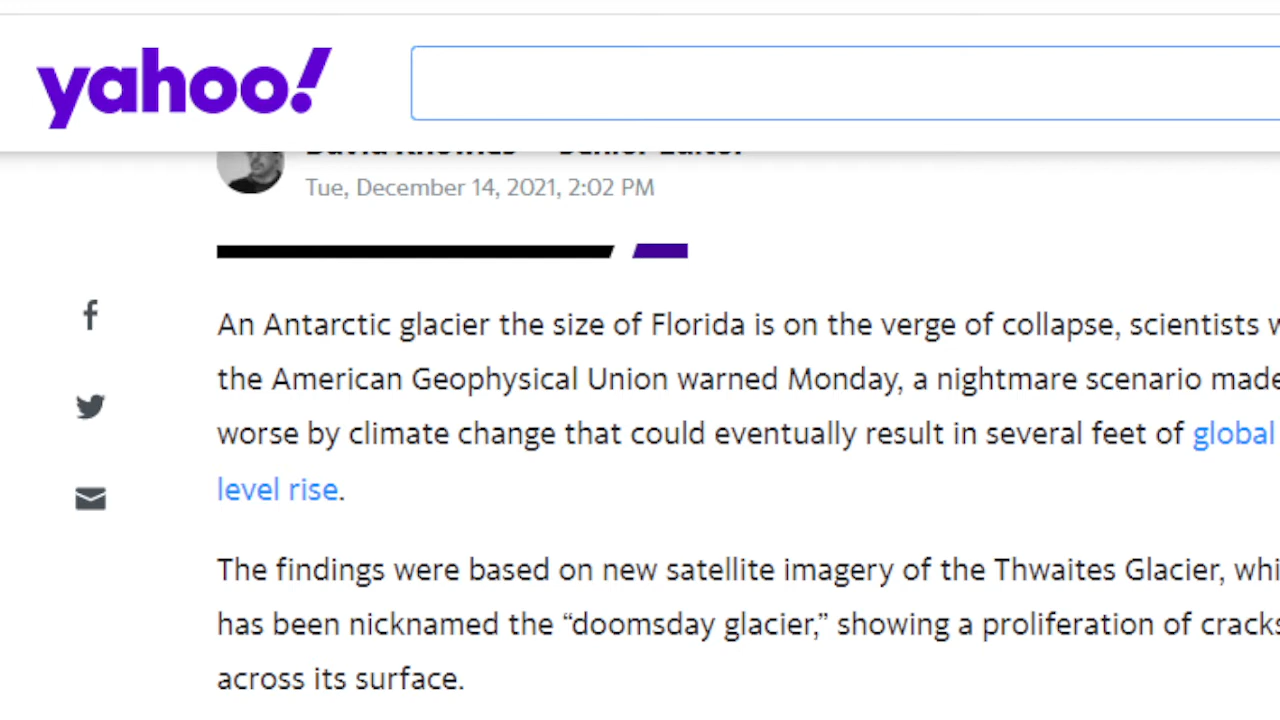 yahoo!
Tue, December 14, 2021, 2:02 PM
An Antarctic glacier the size of Florida is on the verge of collapse, scientists
the American Geophysical Union warned Monday, a nightmare scenario made
worse by climate change that could eventually result in several feet of global
level rise.
The findings were based on new satellite imagery of the Thwaites Glacier,
has been nicknamed the “doomsday glacier,” showing a proliferation of cracks
across its surface.